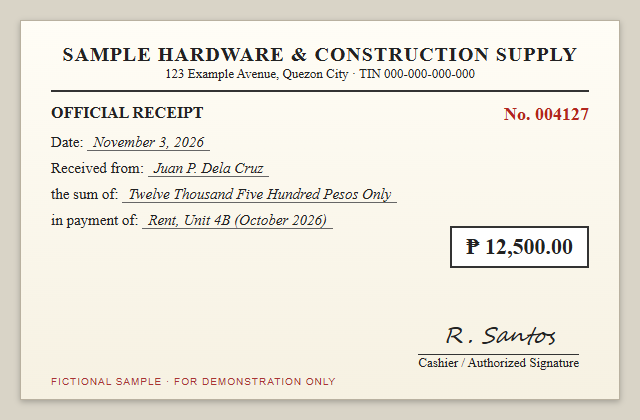 SAMPLE HARDWARE & CONSTRUCTION SUPPLY
123 Example Avenue, Quezon City · TIN 000-000-000-000
OFFICIAL RECEIPT No. 004127
Date: November 3, 2026
Received from: Juan P. Dela Cruz
the sum of: Twelve Thousand Five Hundred Pesos Only
in payment of: Rent, Unit 4B (October 2026)
₱ 12,500.00
R. Santos
Cashier / Authorized Signature
FICTIONAL SAMPLE · FOR DEMONSTRATION ONLY